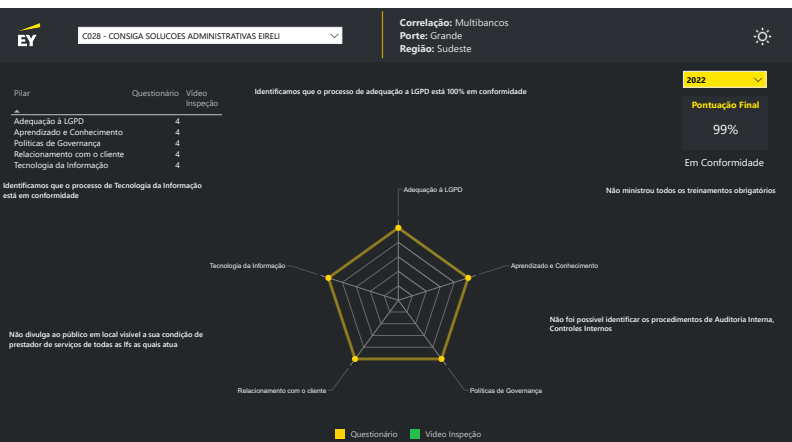 EY
C028 - CONSIGA SOLUCOES ADMINISTRATIVAS EIRELI
Correlação: Multibancos
Porte: Grande
Região: Sudeste
Pilar Questionário Vídeo Inspeção
Adequação à LGPD 4
Aprendizado e Conhecimento 4
Políticas de Governança 4
Relacionamento com o cliente 4
Tecnologia da Informação 4
Identificamos que o processo de adequação a LGPD está 100% em conformidade
2022
Pontuação Final
99%
Em Conformidade
Identificamos que o processo de Tecnologia da Informação
está em conformidade
Adequação à LGPD
Não ministrou todos os treinamentos obrigatórios
Tecnologia da Informação
Aprendizado e Conhecimento
Não divulga ao público em local visível a sua condição de
prestador de serviços de todas as Ifs as quais atua
Não foi possível identificar os procedimentos de Auditoria Interna,
Controles Internos
Relacionamento com o cliente
Políticas de Governança
Questionário Vídeo Inspeção